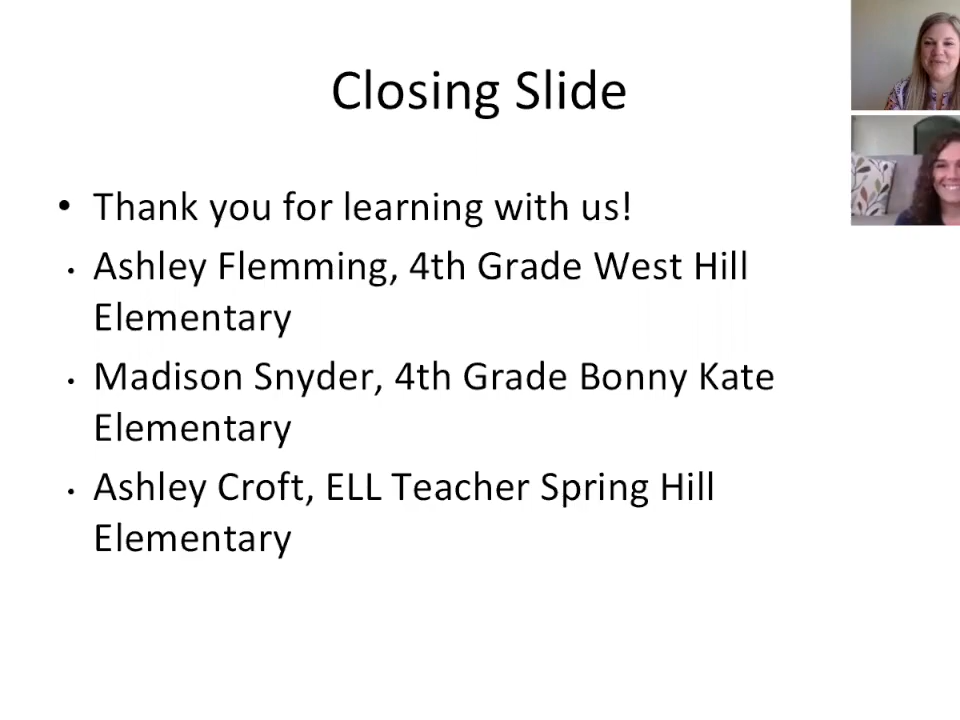 Closing Slide
• Thank you for learning with us!
• Ashley Flemming, 4th Grade West Hill
Elementary
• Madison Snyder, 4th Grade Bonny Kate
Elementary
• Ashley Croft, ELL Teacher Spring Hill
Elementary